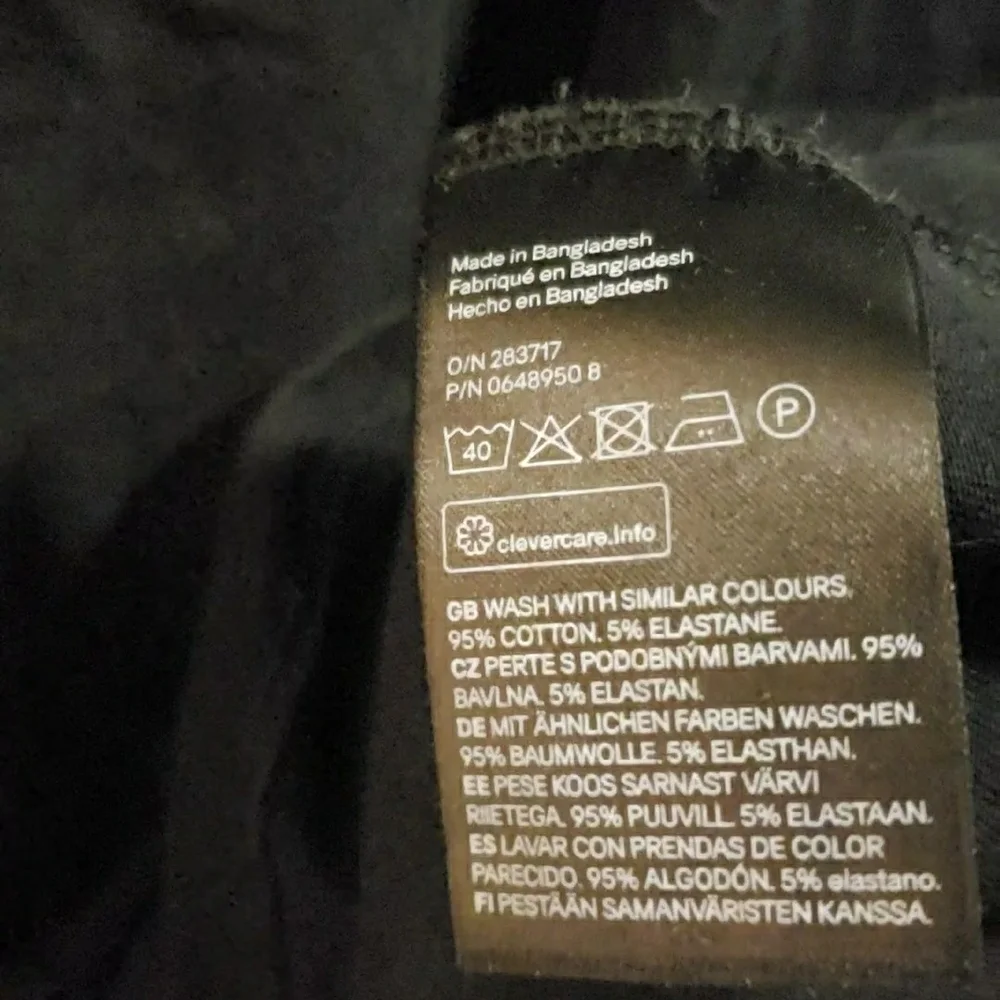 Made in Bangladesh
Fabriqué en Bangladesh
Hecho en Bangladesh
O/N 283717
P/N 0648950 8
40 P
clevercare.info
GB WASH WITH SIMILAR COLOURS.
95% COTTON. 5% ELASTANE.
CZ PERTE S PODOBNÝMI BARVAMI. 95%
BAVLNA. 5% ELASTAN.
DE MIT ÄHNLICHEN FARBEN WASCHEN.
95% BAUMWOLLE. 5% ELASTHAN.
EE PESE KOOS SARNAST VÄRVI
RIIETEGA. 95% PUUVILL. 5% ELASTAAN.
ES LAVAR CON PRENDAS DE COLOR
PARECIDO. 95% ALGODÓN. 5% elastano.
FI PESTÄÄN SAMANVÄRISTEN KANSSA.